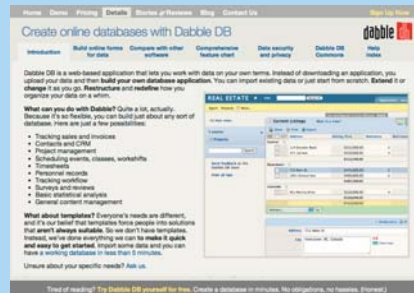 Home Demo Pricing Details Stories & Reviews Blog Contact Us Sign Up Now
Create online databases with Dabble DB
dabble
Introduction
Build online forms for data
Compare with other software
Comprehensive feature chart
Data security and privacy
Dabble DB Commons
Help index
Dabble DB is a web-based application that lets you work with data on your own terms. Instead of downloading an application, you
upload your data and then build your own database application. You can import existing data or just start from scratch. Extend it or
change it as you go. Restructure and redefine how you
organize your data on a whim.
What can you do with Dabble? Quite a lot, actually.
Because it's so flexible, you can build just about any sort of
database. Here are just a few possibilities:
• Tracking sales and invoices
• Contacts and CRM
• Project management
• Scheduling events, classes, workshifts
• Timesheets
• Personnel records
• Tracking workflow
• Surveys and reviews
• Basic statistical analysis
• General content management
What about templates? Everyone's needs are different,
and it's our belief that templates force people into solutions
that aren't always suitable. So we don't have templates.
Instead, we've done everything we can to make it quick
and easy to get started. Import some data and you can
have a working database in less than 5 minutes.
Unsure about your specific needs? Ask us.
REAL ESTATE
Current Listings
Tired of reading? Try Dabble DB yourself for free. Create a database in minutes. No obligations, no hassles. (Honest.)